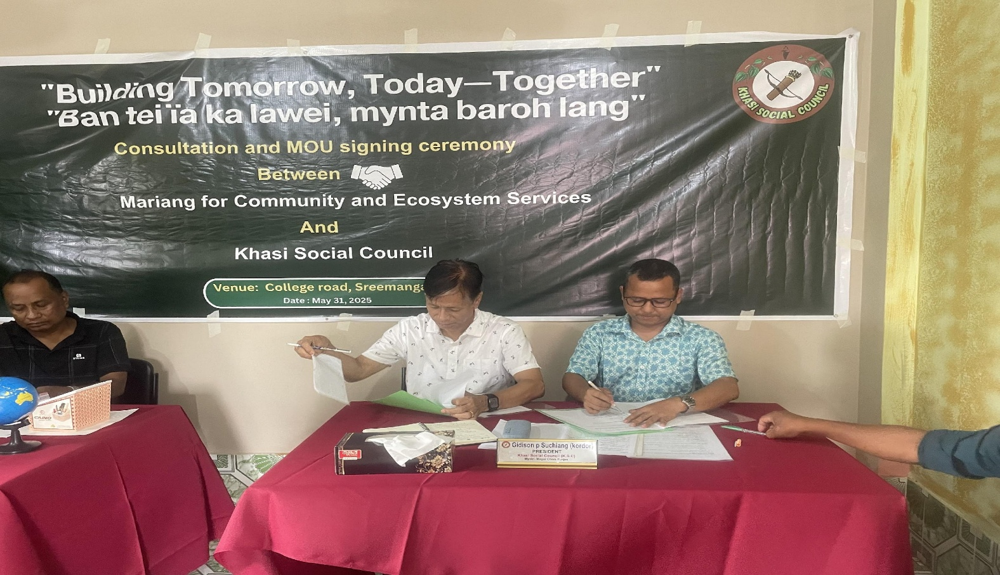 "Building Tomorrow, Today—Together"
"Ban tei ïa ka lawei, mynta baroh lang"
Consultation and MOU signing ceremony
Between
Mariang for Community and Ecosystem Services
And
Khasi Social Council
Venue: College road, Sreemanga
Date : May 31, 2025
KHASI SOCIAL COUNCIL
Gidison p Suchiang (kordor)
PRESIDENT
Khasi Social Council (K.S.C)